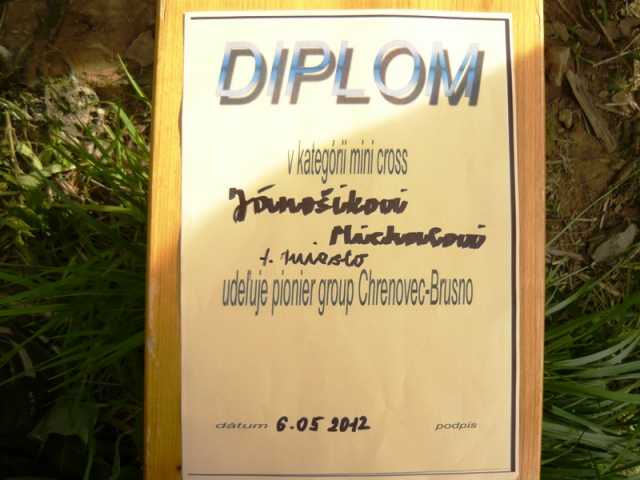 DIPLOM
v kategórii mini cross
Jánošíkovi
Michalovi
1. miesto
udeľuje pionier group Chrenovec-Brusno
dátum 6.05 2012 podpis